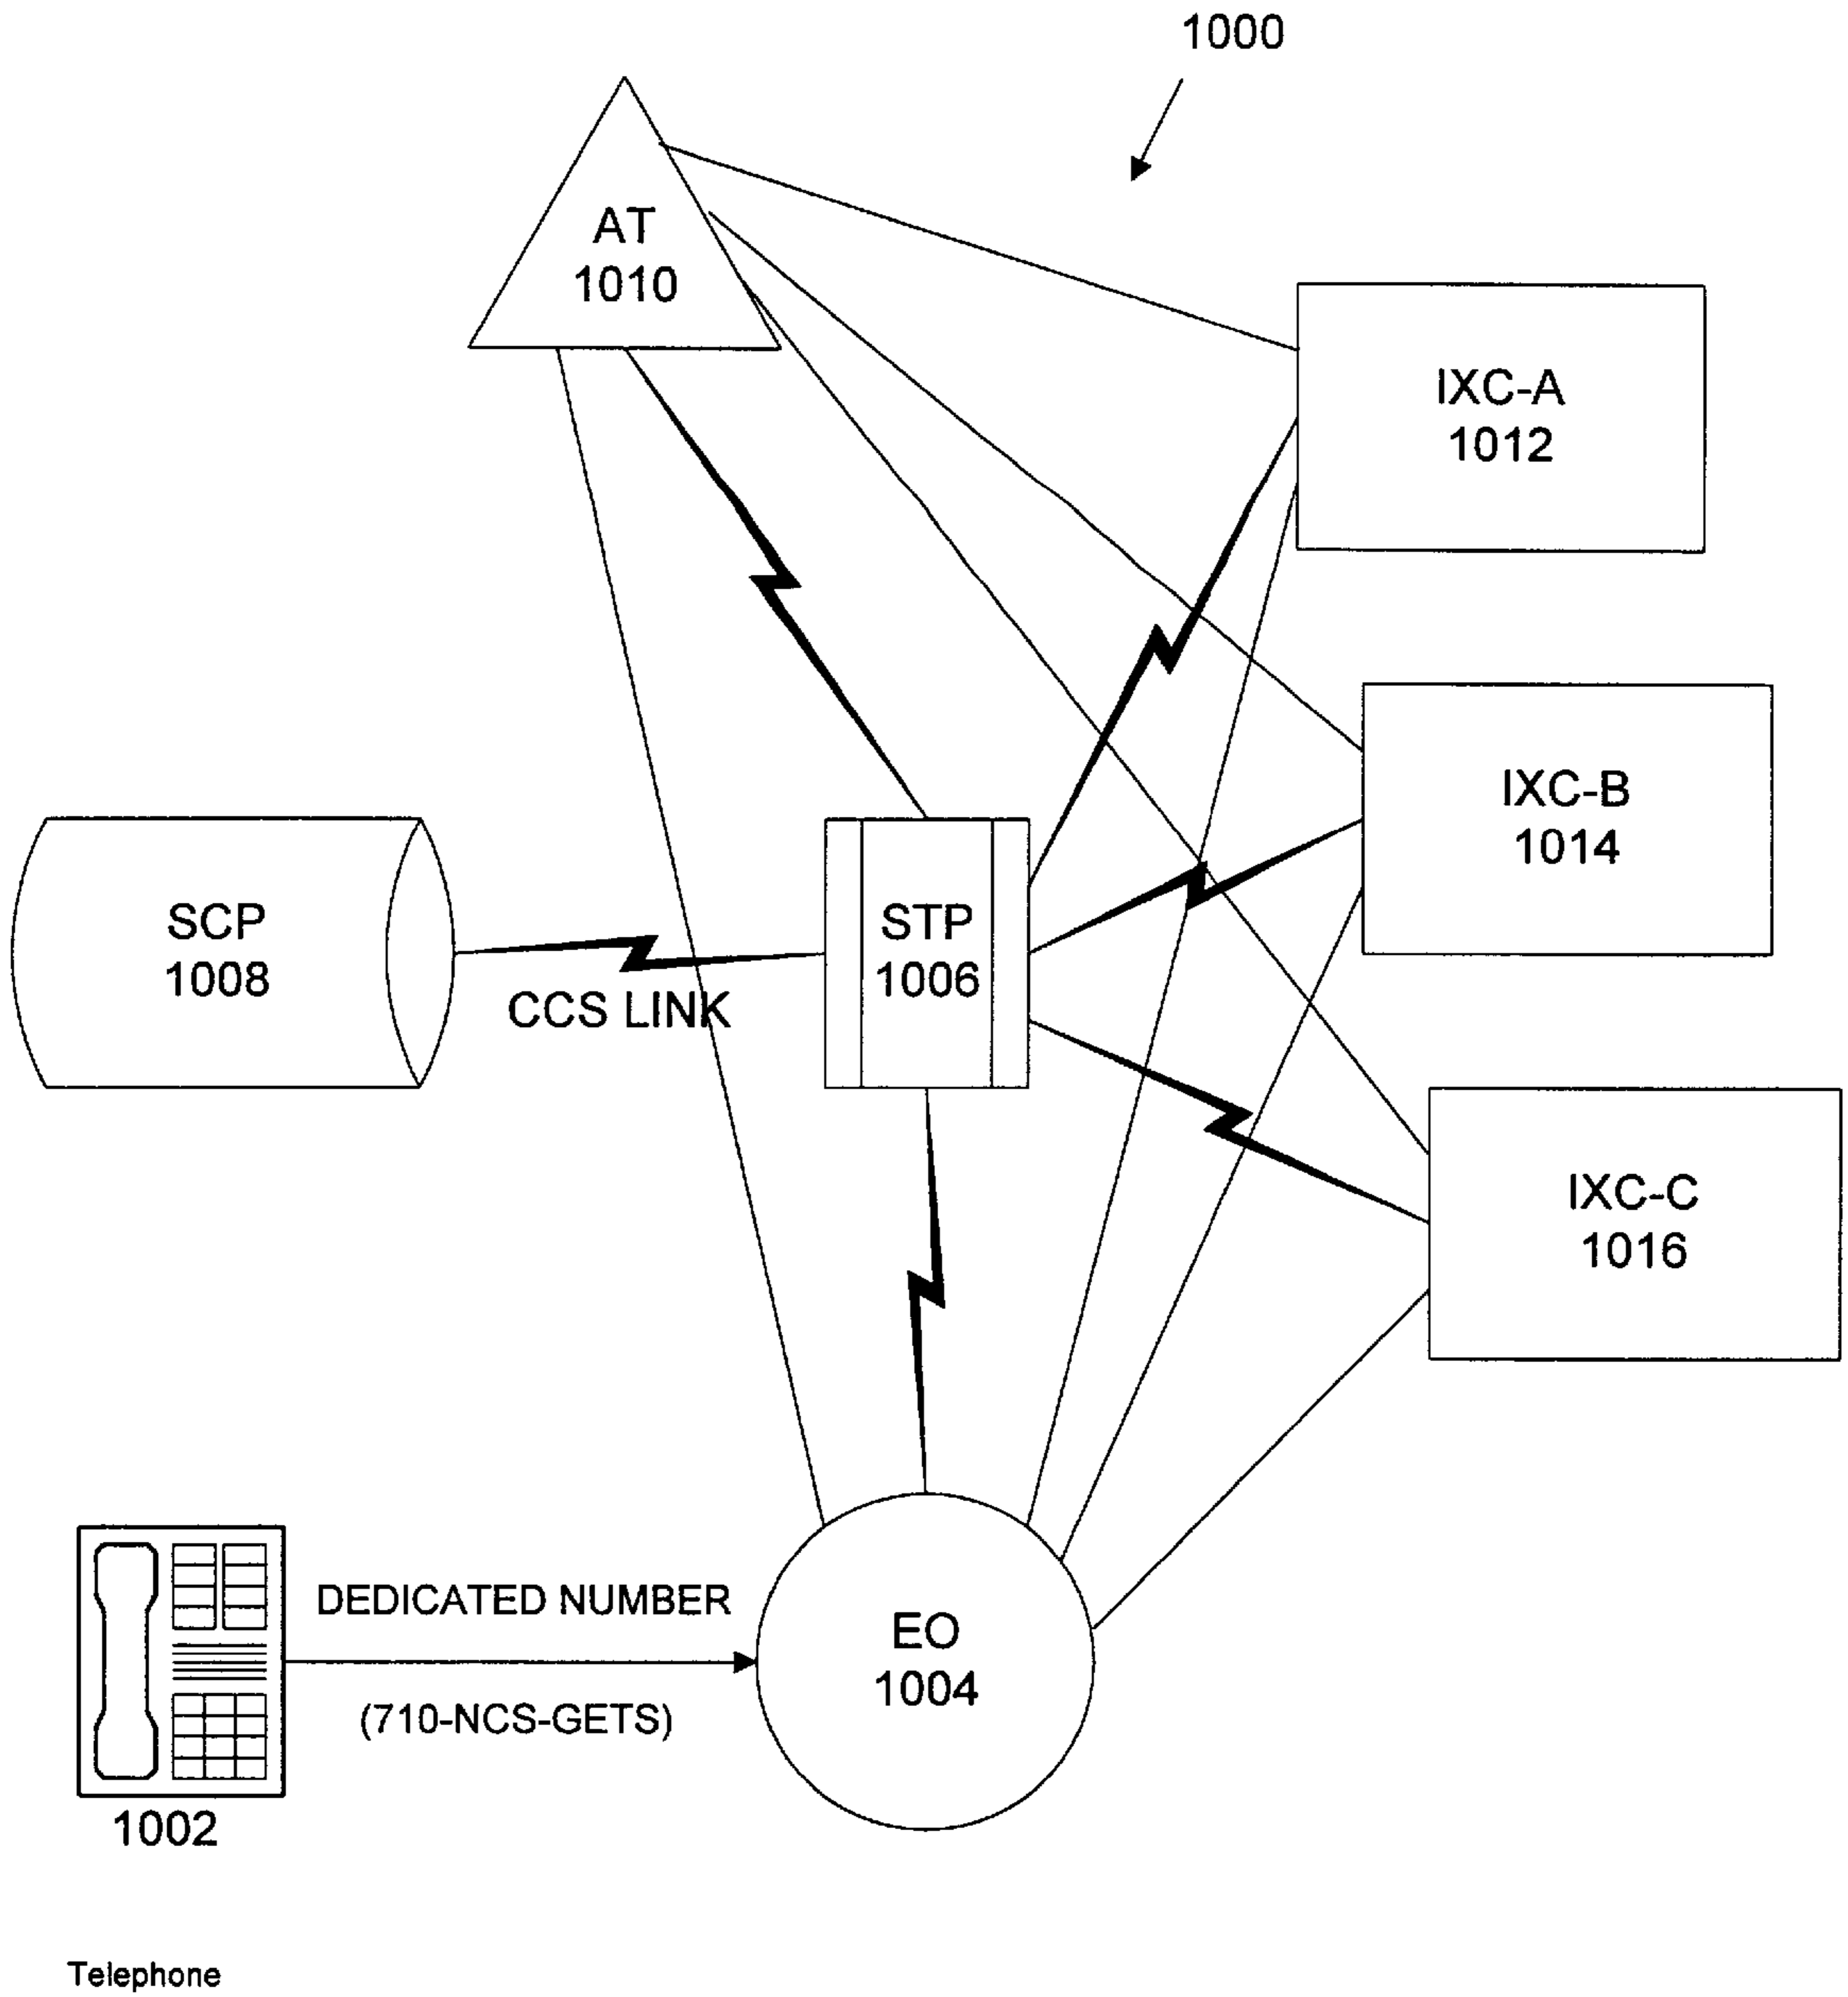 1000
AT
1010
IXC-A
1012
IXC-B
1014
SCP
1008
STP
1006
CCS LINK
IXC-C
1016
DEDICATED NUMBER
(710-NCS-GETS)
EO
1004
1002
Telephone